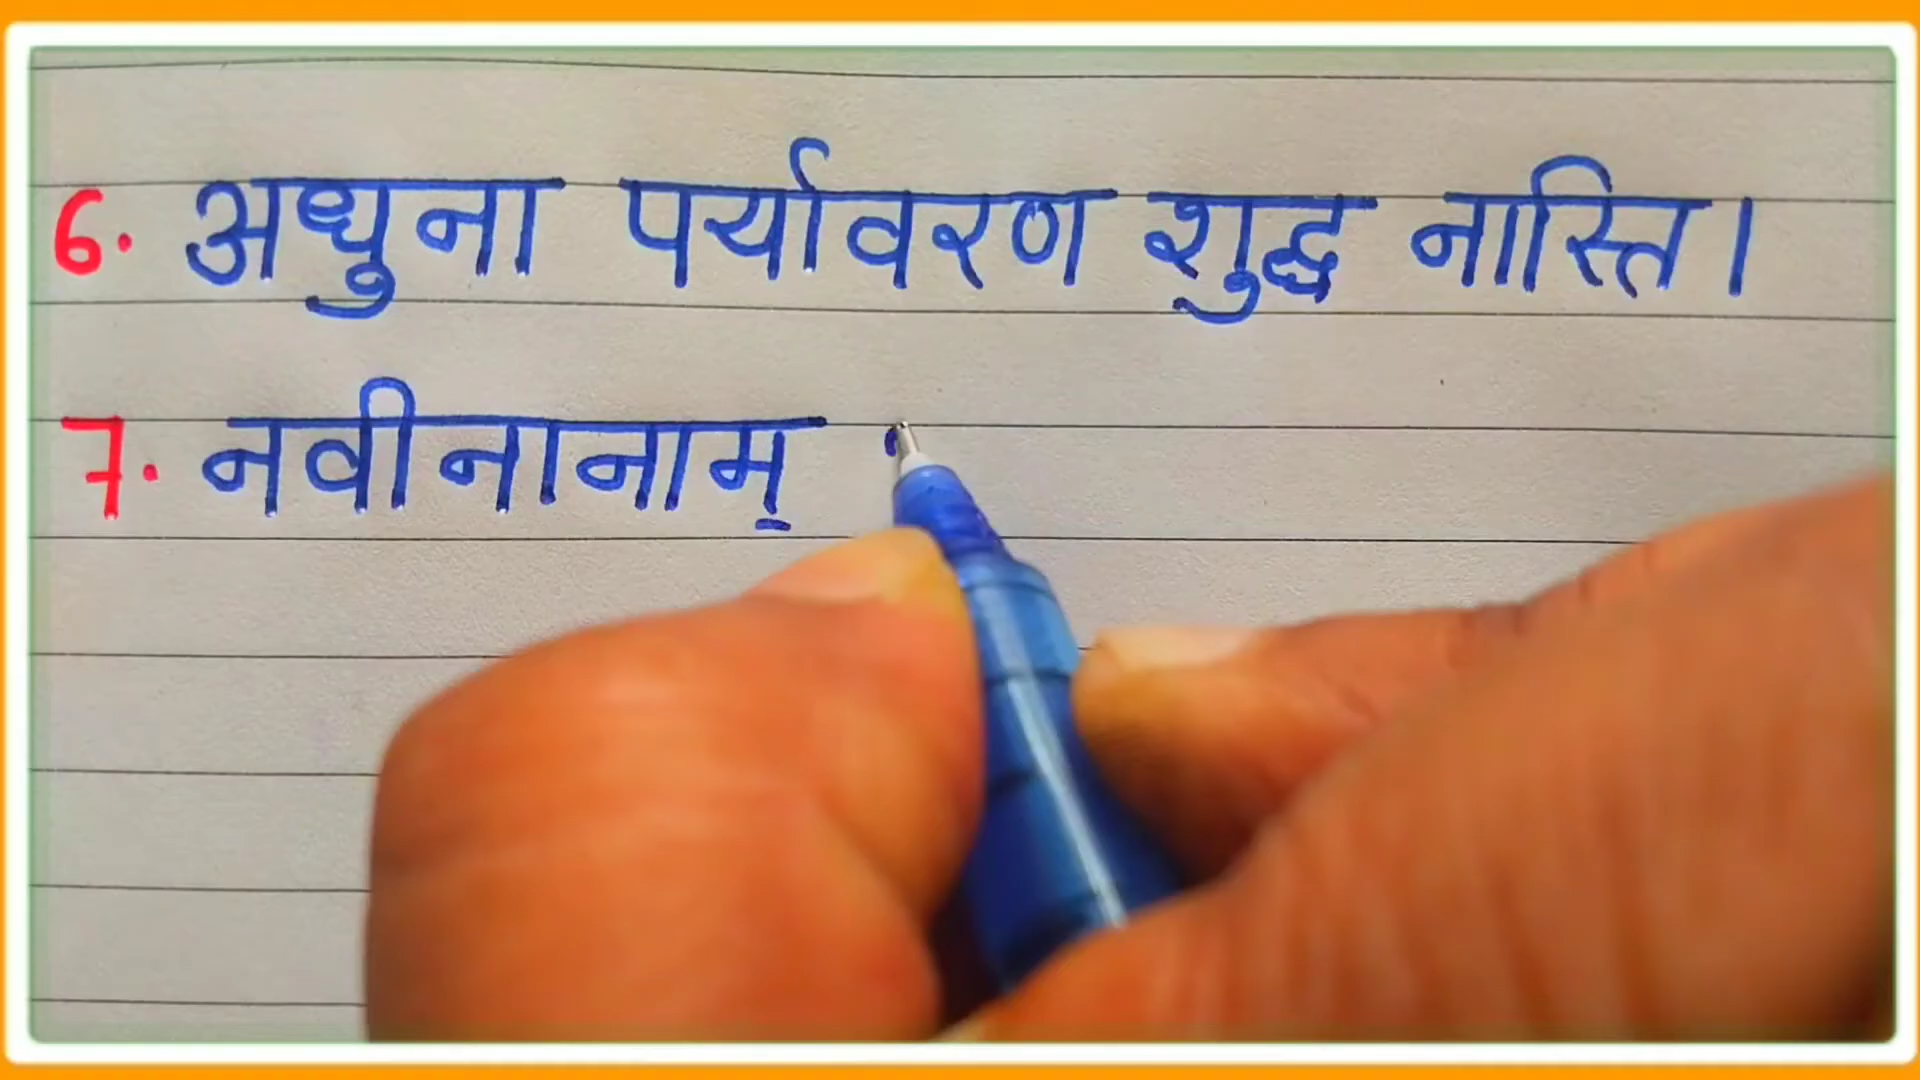 6. अधुना पर्यावरण शुद्ध नास्ति।
7. नवीनानाम्